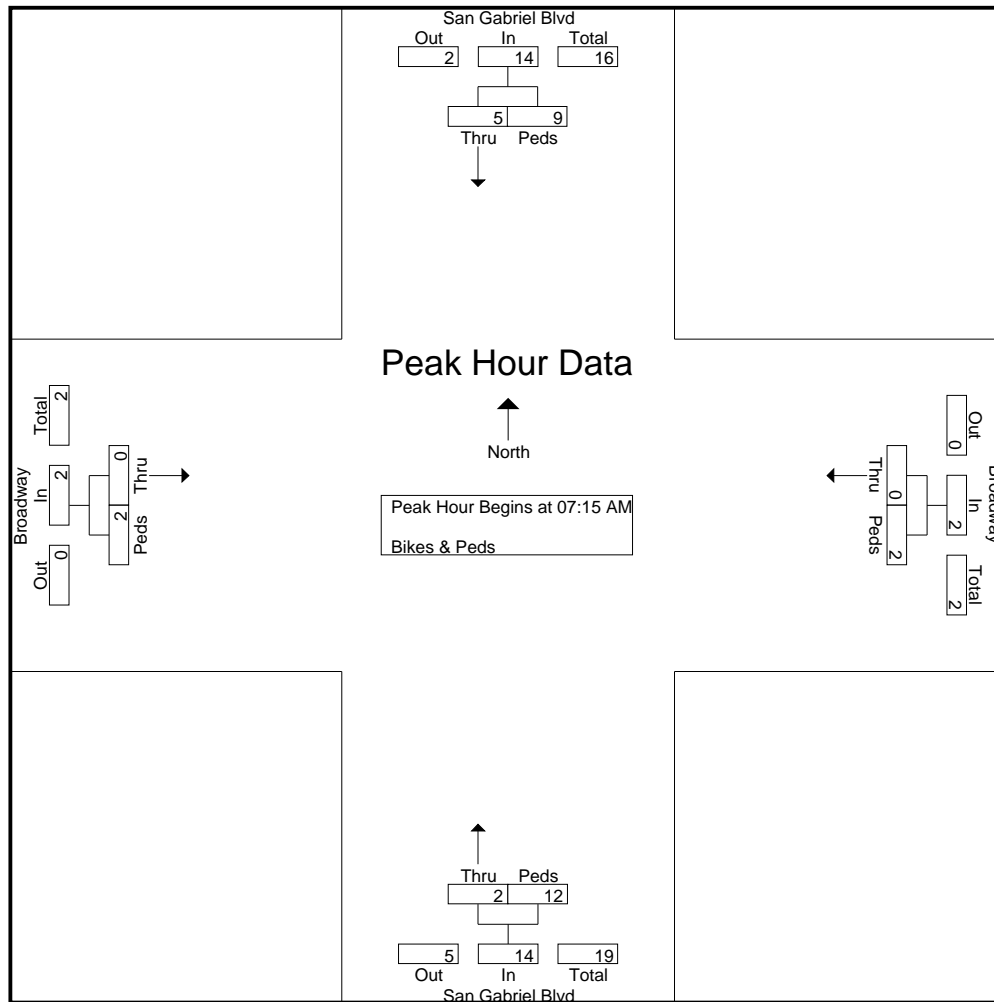 San Gabriel Blvd
Out In Total
2 14 16
5 9
Thru Peds
Peak Hour Data
North
Peak Hour Begins at 07:15 AM
Bikes & Peds
Broadway
Out In Total
0 2 2
Thru Peds
0 2
Broadway
Out In Total
0 2 2
Thru Peds
0 2
Thru Peds
2 12
5 14 19
Out In Total
San Gabriel Blvd